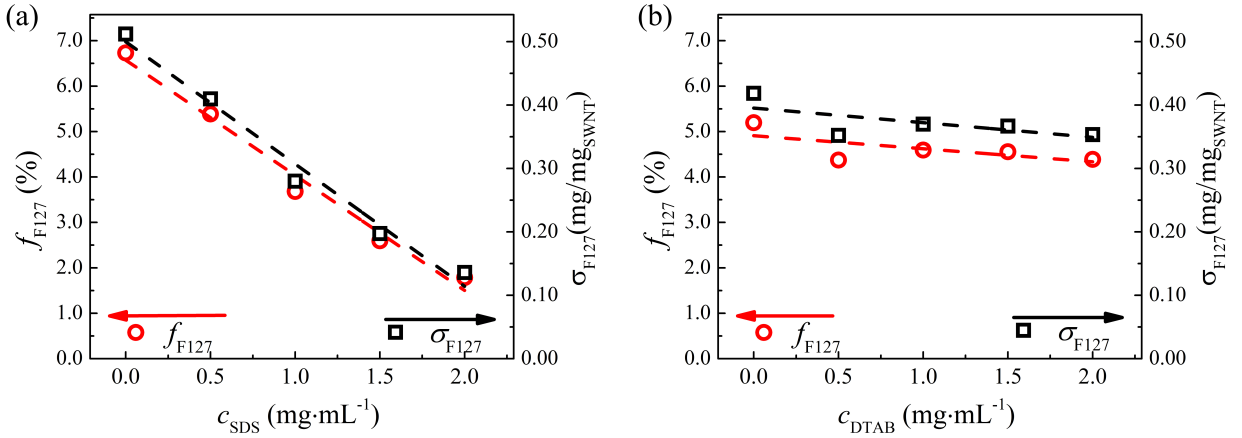 (a)
7.0
6.0
5.0
4.0
3.0
2.0
1.0
0.0
f_F127 (%)
0.50
0.40
0.30
0.20
0.10
0.00
σ_F127(mg/mg_SWNT)
f_F127
σ_F127
0.0 0.5 1.0 1.5 2.0
c_SDS (mg·mL^-1)
(b)
7.0
6.0
5.0
4.0
3.0
2.0
1.0
0.0
f_F127 (%)
0.50
0.40
0.30
0.20
0.10
0.00
σ_F127(mg/mg_SWNT)
f_F127
σ_F127
0.0 0.5 1.0 1.5 2.0
c_DTAB (mg·mL^-1)